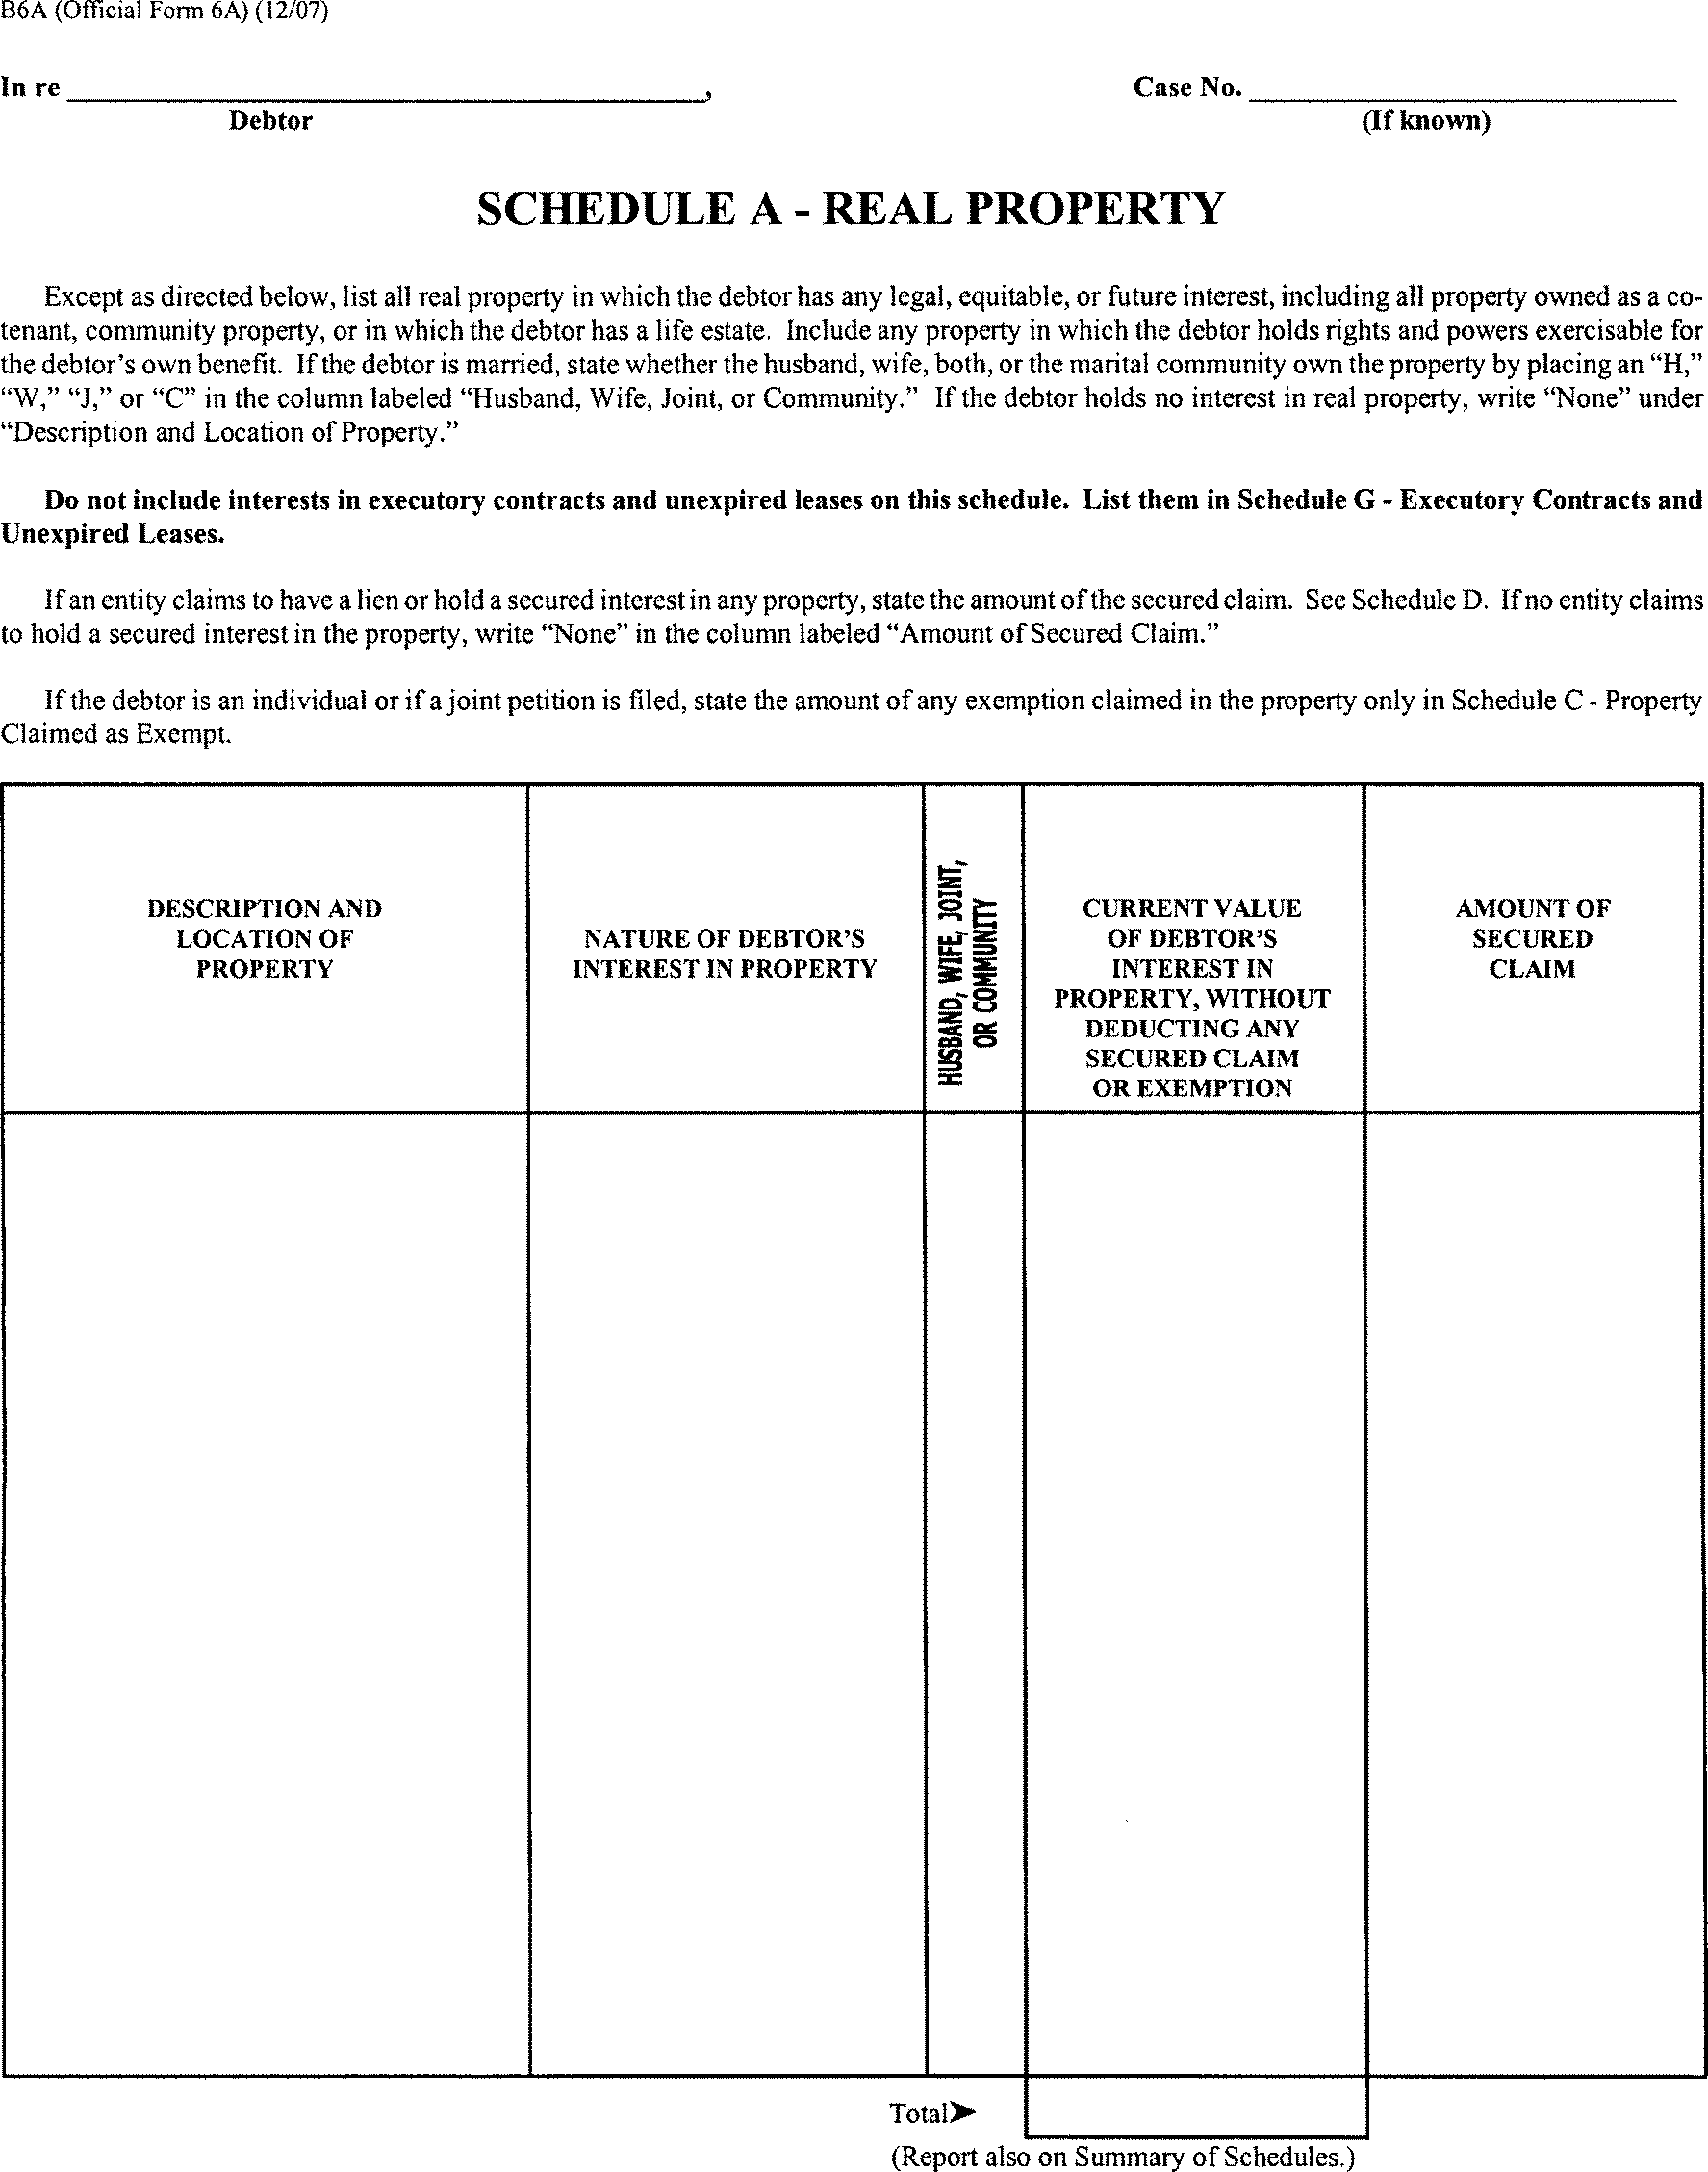 B6A (Official Form 6A) (12/07)
In re ____________________, Case No. ____________________
Debtor (If known)
SCHEDULE A - REAL PROPERTY
Except as directed below, list all real property in which the debtor has any legal, equitable, or future interest, including all property owned as a co-
tenant, community property, or in which the debtor has a life estate. Include any property in which the debtor holds rights and powers exercisable for
the debtor’s own benefit. If the debtor is married, state whether the husband, wife, both, or the marital community own the property by placing an “H,”
“W,” “J,” or “C” in the column labeled “Husband, Wife, Joint, or Community.” If the debtor holds no interest in real property, write “None” under
“Description and Location of Property.”
Do not include interests in executory contracts and unexpired leases on this schedule. List them in Schedule G - Executory Contracts and
Unexpired Leases.
If an entity claims to have a lien or hold a secured interest in any property, state the amount of the secured claim. See Schedule D. If no entity claims
to hold a secured interest in the property, write “None” in the column labeled “Amount of Secured Claim.”
If the debtor is an individual or if a joint petition is filed, state the amount of any exemption claimed in the property only in Schedule C - Property
Claimed as Exempt.
DESCRIPTION AND
LOCATION OF
PROPERTY
NATURE OF DEBTOR’S
INTEREST IN PROPERTY
HUSBAND, WIFE, JOINT,
OR COMMUNITY
CURRENT VALUE
OF DEBTOR’S
INTEREST IN
PROPERTY, WITHOUT
DEDUCTING ANY
SECURED CLAIM
OR EXEMPTION
AMOUNT OF
SECURED
CLAIM
Total➤
(Report also on Summary of Schedules.)